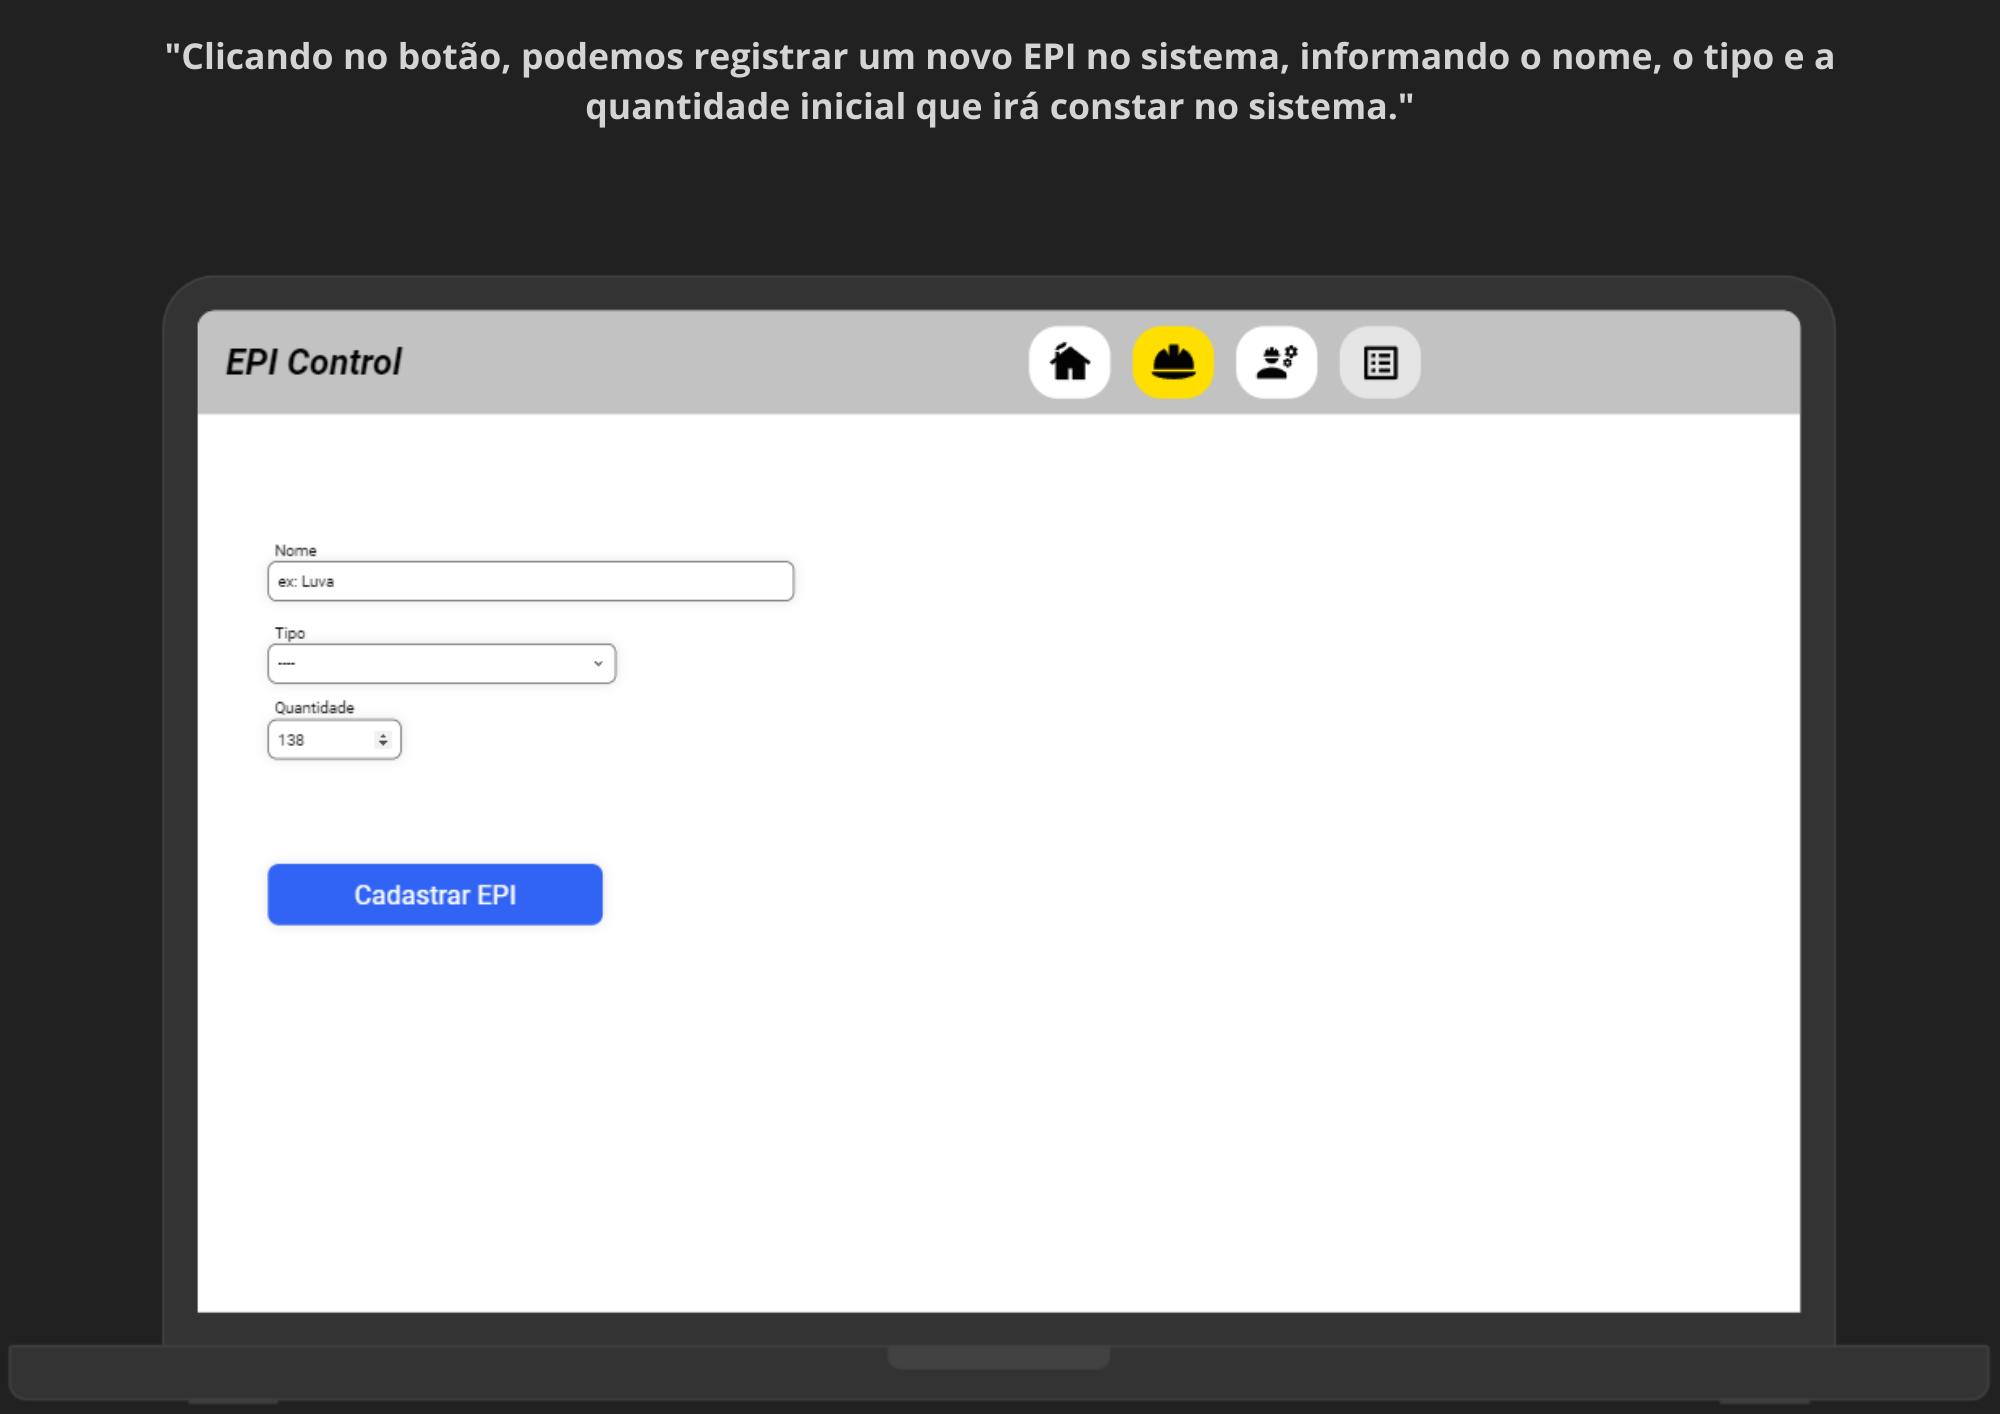 "Clicando no botão, podemos registrar um novo EPI no sistema, informando o nome, o tipo e a
quantidade inicial que irá constar no sistema."
EPI Control
Nome
ex: Luva
Tipo
----
Quantidade
138
Cadastrar EPI